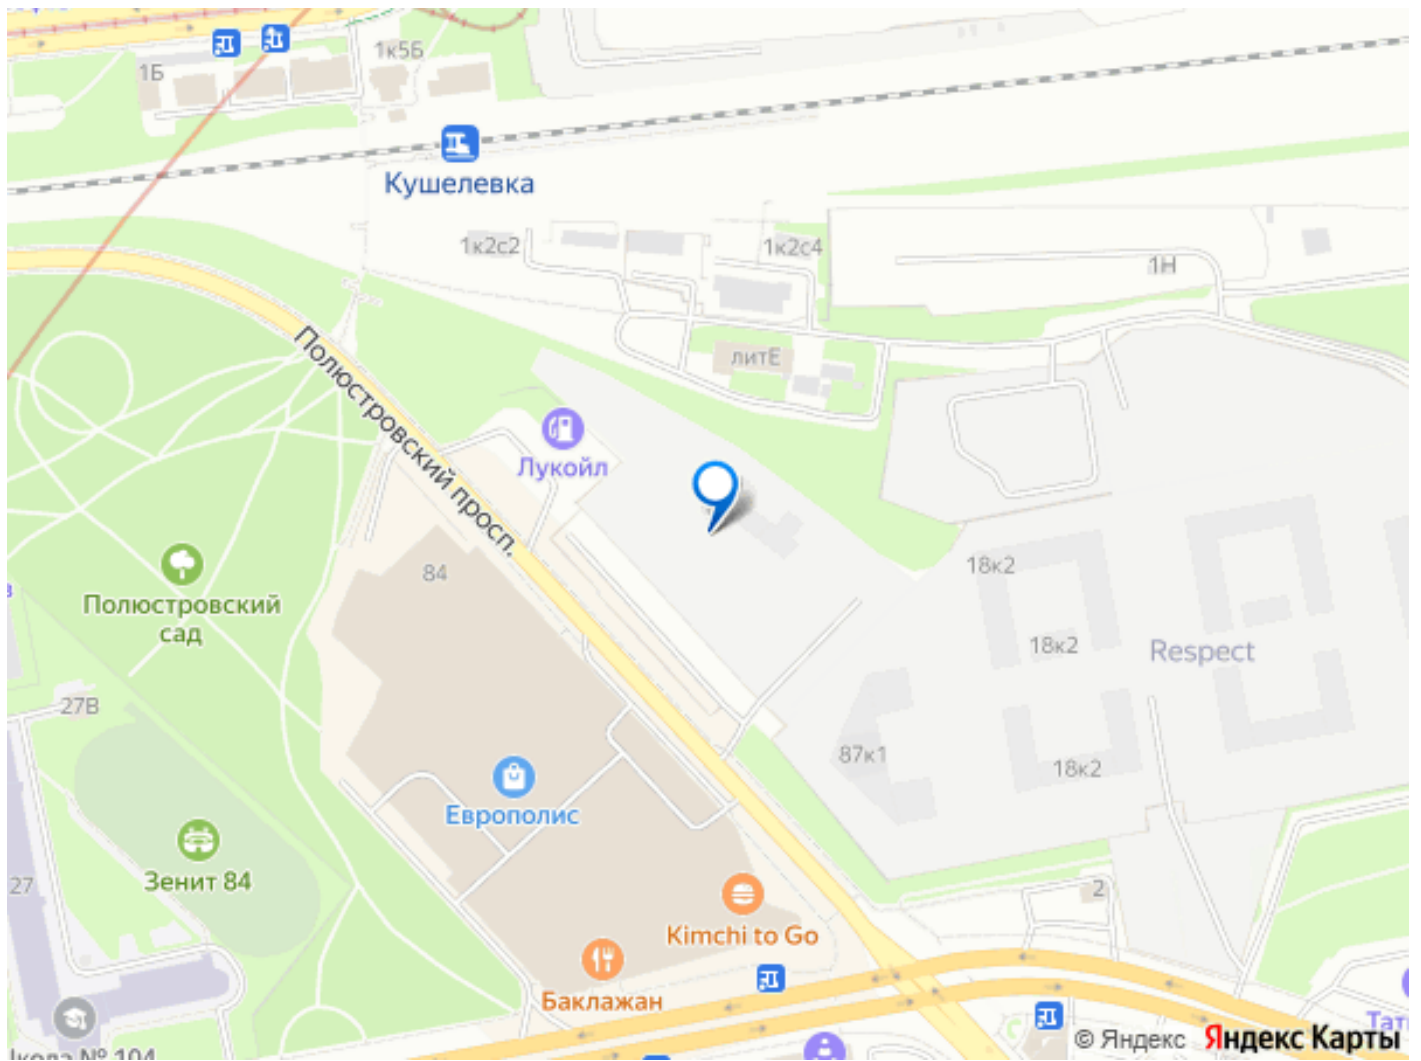 1Б
1к5Б
Кушелевка
1к2с2
1к2с4
1Н
литЕ
Полюстровский просп.
Лукойл
84
18к2
Полюстровский
сад
18к2
Respect
27В
87к1
18к2
Европолис
Зенит 84
27
2
Kimchi to Go
Баклажан
© Яндекс Яндекс Карты